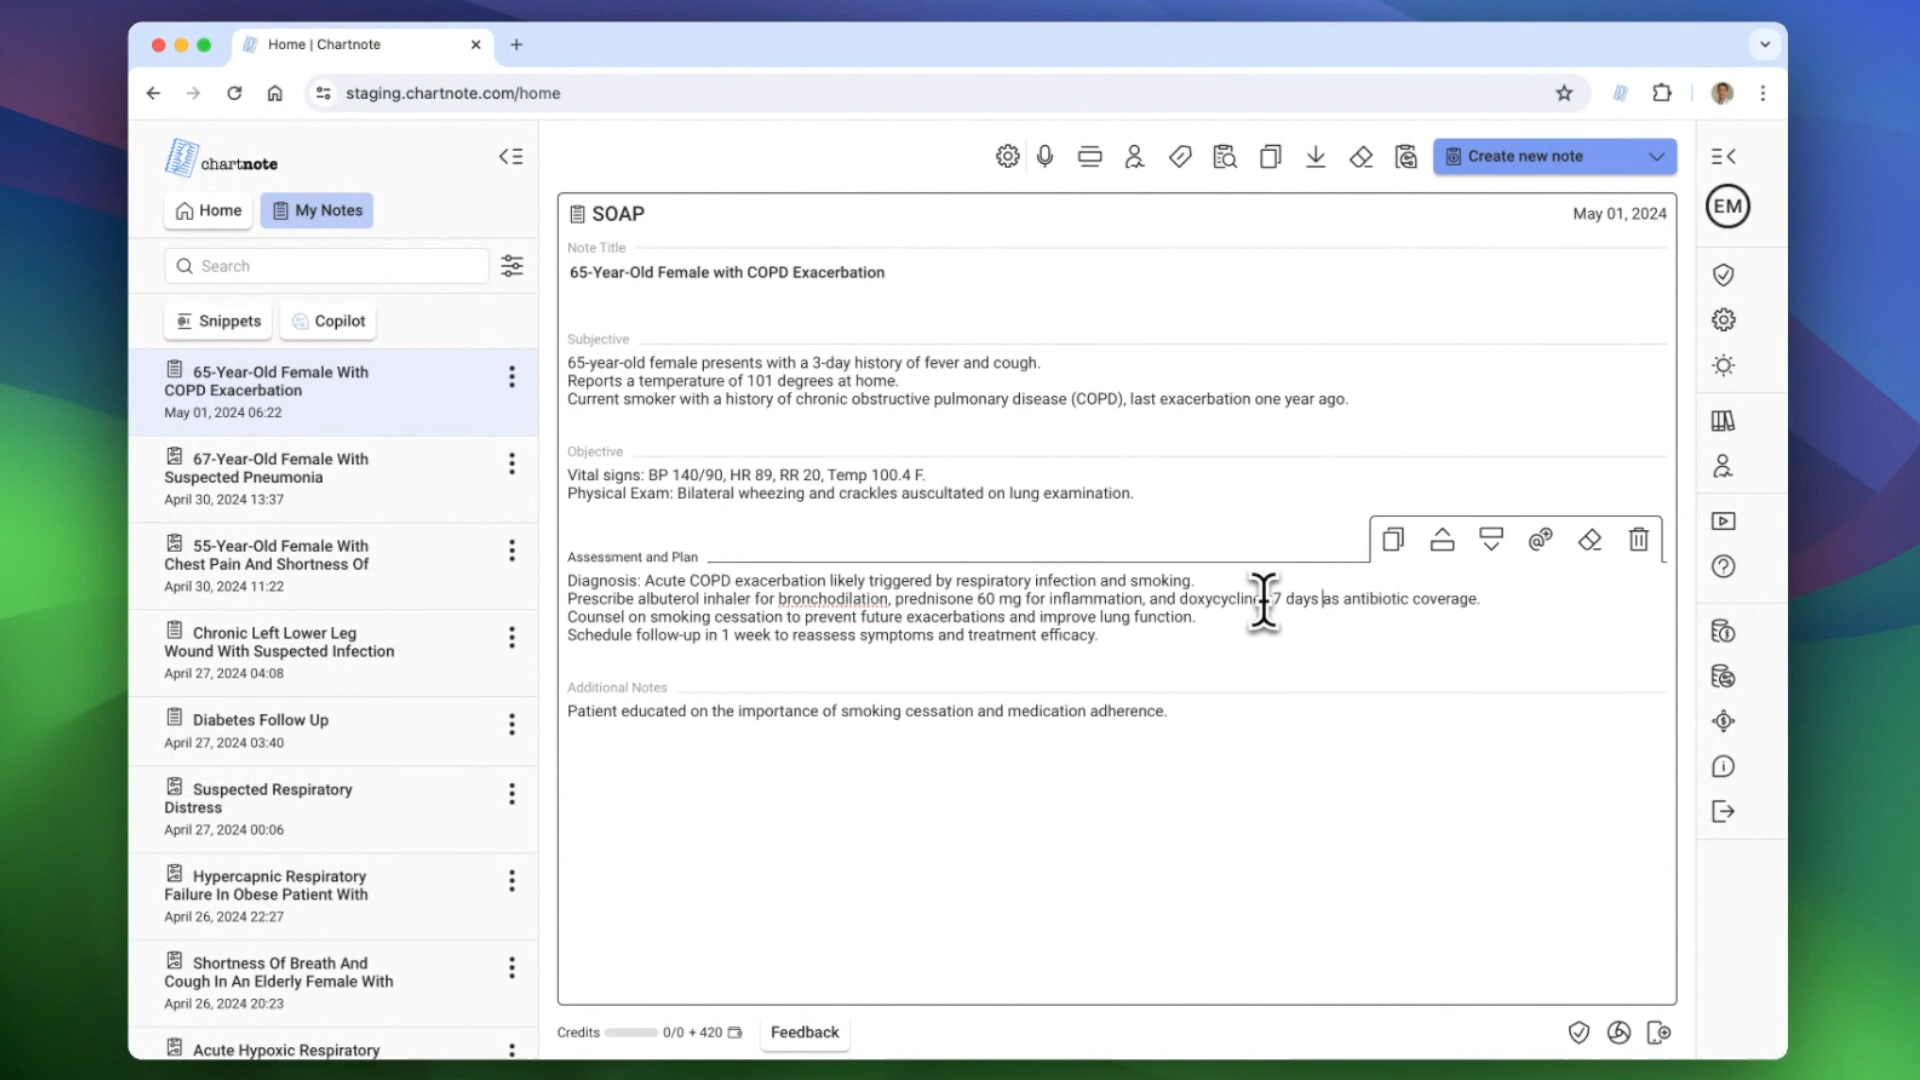 Home | Chartnote
staging.chartnote.com/home
chartnote
Home
My Notes
Search
Snippets
Copilot
65-Year-Old Female With
COPD Exacerbation
May 01, 2024 06:22
67-Year-Old Female With
Suspected Pneumonia
April 30, 2024 13:37
55-Year-Old Female With
Chest Pain And Shortness Of
April 30, 2024 11:22
Chronic Left Lower Leg
Wound With Suspected Infection
April 27, 2024 04:08
Diabetes Follow Up
April 27, 2024 03:40
Suspected Respiratory
Distress
April 27, 2024 00:06
Hypercapnic Respiratory
Failure In Obese Patient With
April 26, 2024 22:27
Shortness Of Breath And
Cough In An Elderly Female With
April 26, 2024 20:23
Acute Hypoxic Respiratory
Create new note
SOAP
May 01, 2024
Note Title
65-Year-Old Female with COPD Exacerbation
Subjective
65-year-old female presents with a 3-day history of fever and cough.
Reports a temperature of 101 degrees at home.
Current smoker with a history of chronic obstructive pulmonary disease (COPD), last exacerbation one year ago.
Objective
Vital signs: BP 140/90, HR 89, RR 20, Temp 100.4 F.
Physical Exam: Bilateral wheezing and crackles auscultated on lung examination.
Assessment and Plan
Diagnosis: Acute COPD exacerbation likely triggered by respiratory infection and smoking.
Prescribe albuterol inhaler for bronchodilation, prednisone 60 mg for inflammation, and 7 days as antibiotic coverage.
Counsel on smoking cessation to prevent future exacerbations and improve lung function.
Schedule follow-up in 1 week to reassess symptoms and treatment efficacy.
Additional Notes
Patient educated on the importance of smoking cessation and medication adherence.
Credits
0/0 + 420
Feedback
EM